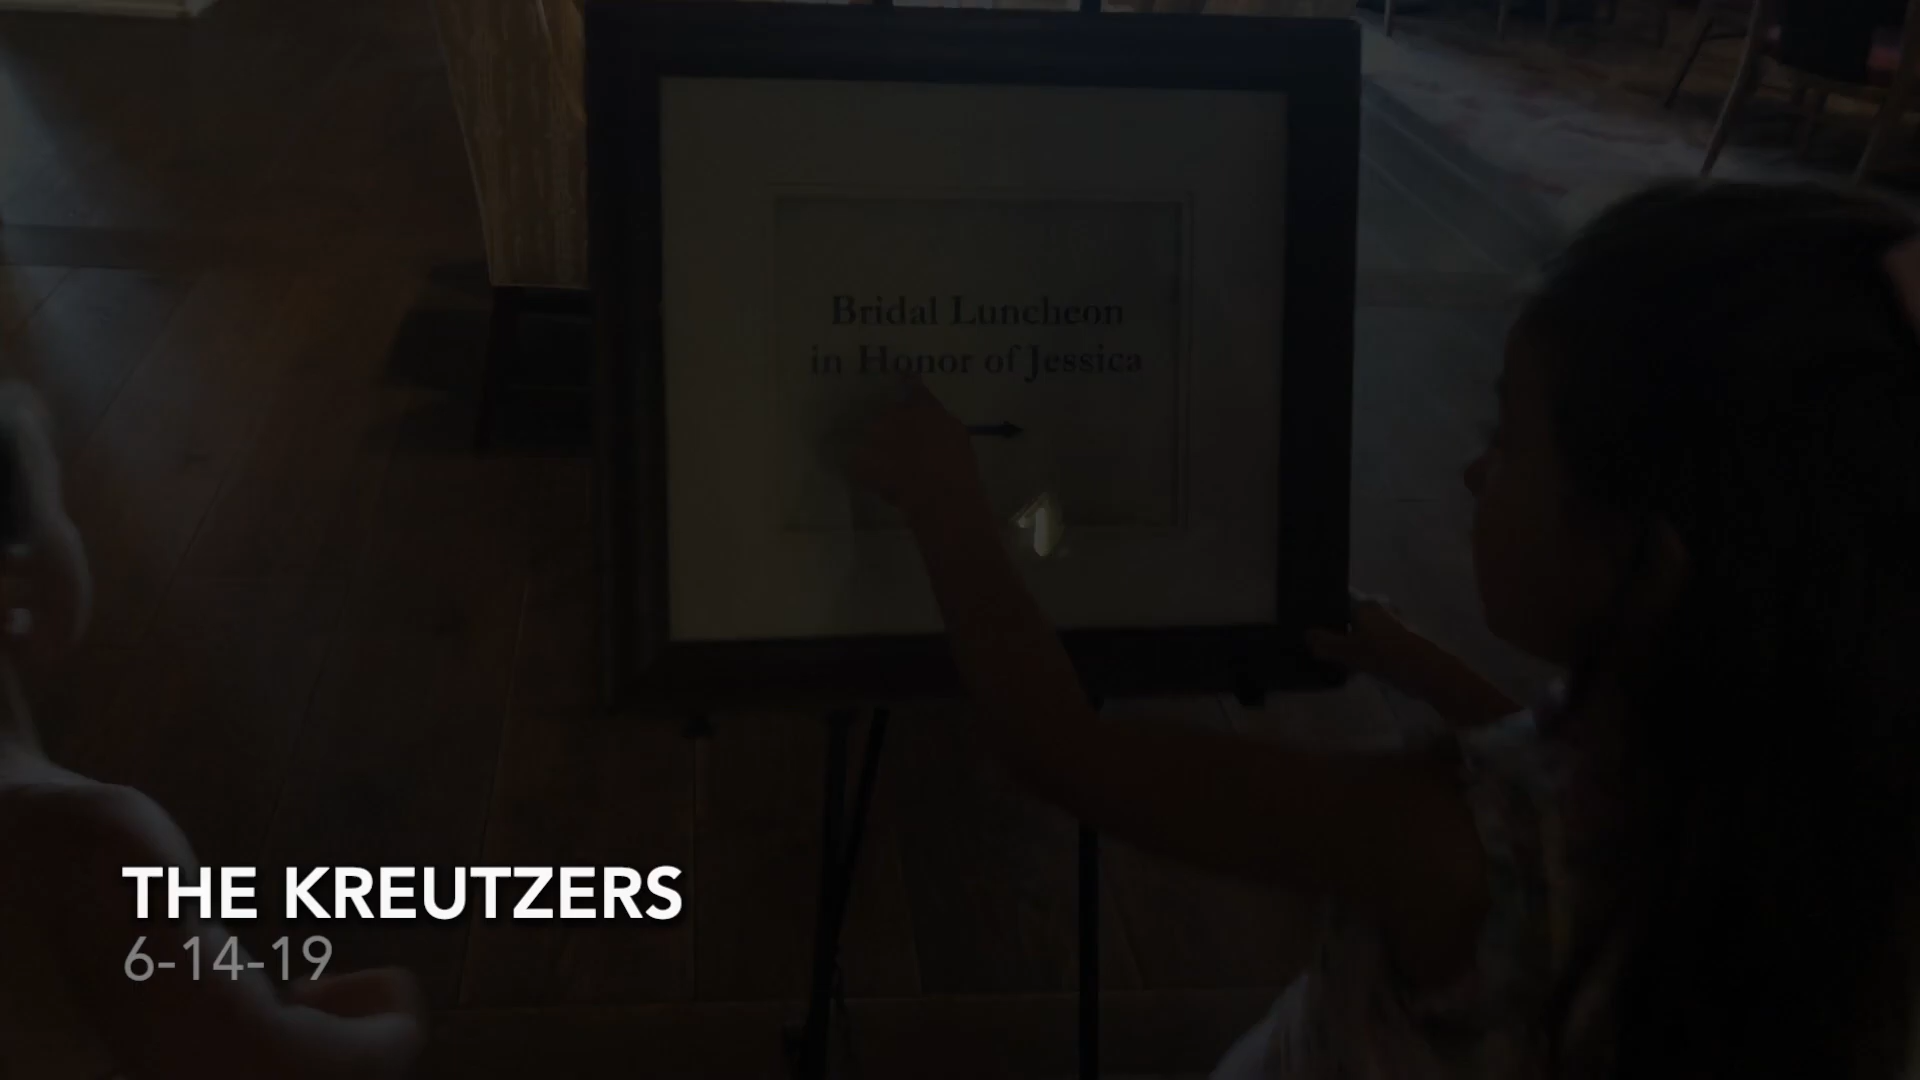 Bridal Luncheon
in Honor of Jessica
THE KREUTZERS
6-14-19